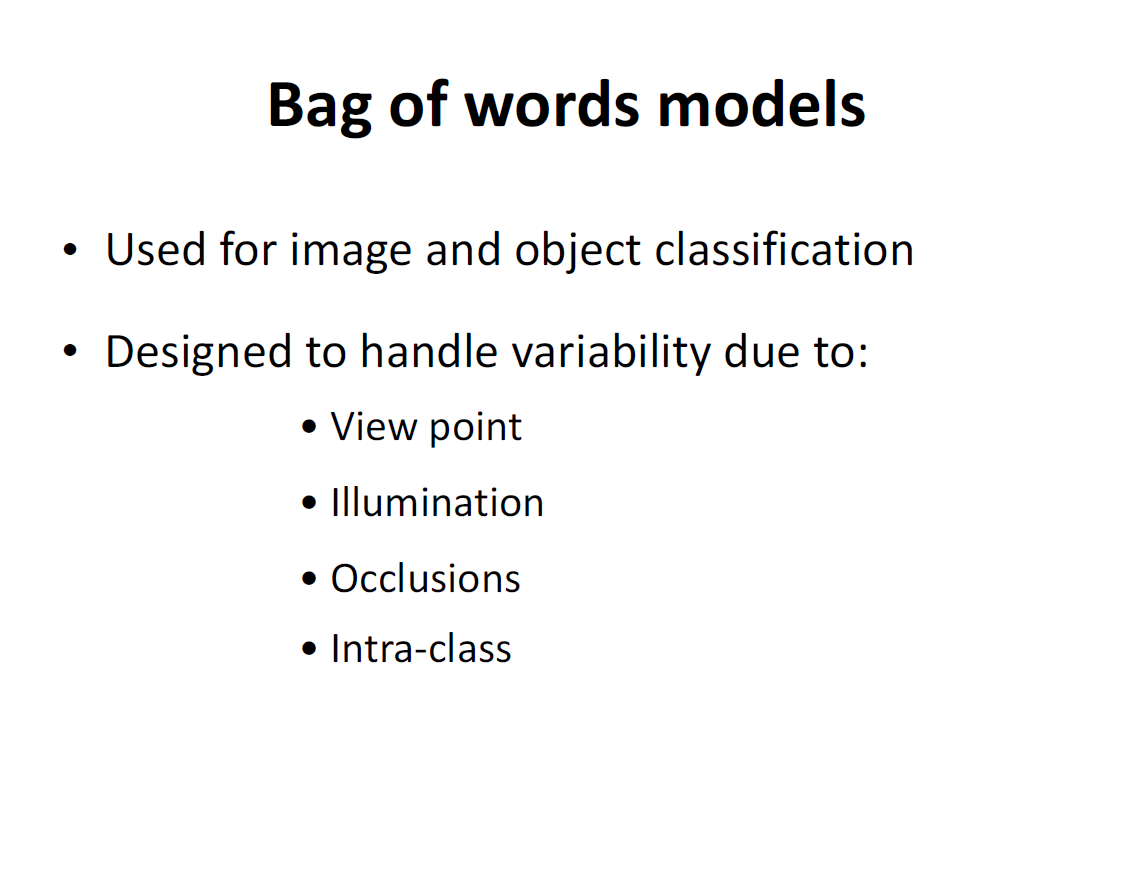 Bag of words models
• Used for image and object classification
• Designed to handle variability due to:
• View point
• Illumination
• Occlusions
• Intra-class